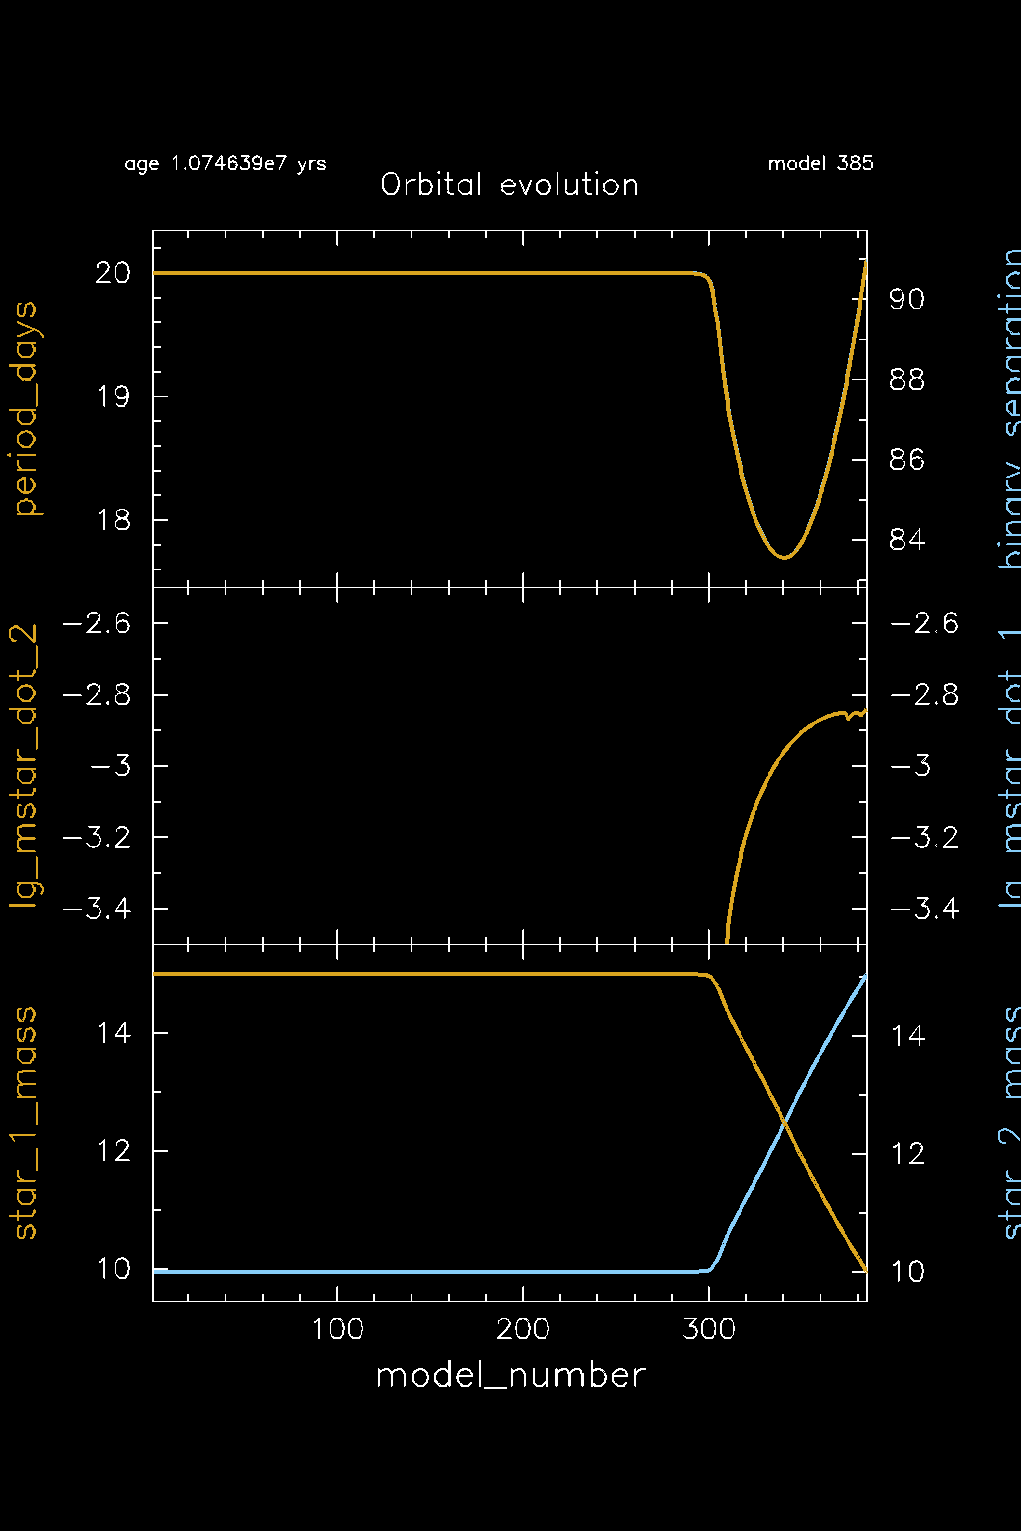 age 1.074639e7 yrs
model 385
Orbital evolution
period_days
20
19
18
90
88
86
84
binary_separation
lg_mstar_dot_2
-2.6
-2.8
-3
-3.2
-3.4
-2.6
-2.8
-3
-3.2
-3.4
lg_mstar_dot_1
star_1_mass
14
12
10
14
12
10
star_2_mass
100 200 300
model_number